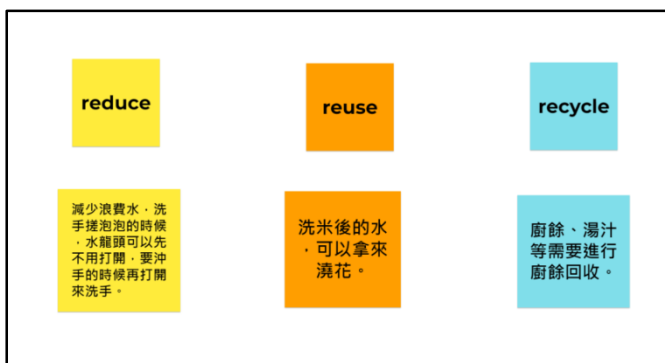 reduce
reuse
recycle
減少浪費水，洗
手搓泡泡的時候
，水龍頭可以先
不用打開，要沖
手的時候再打開
來洗手。
洗米後的水
，可以拿來
澆花。
廚餘、湯汁
等需要進行
廚餘回收。